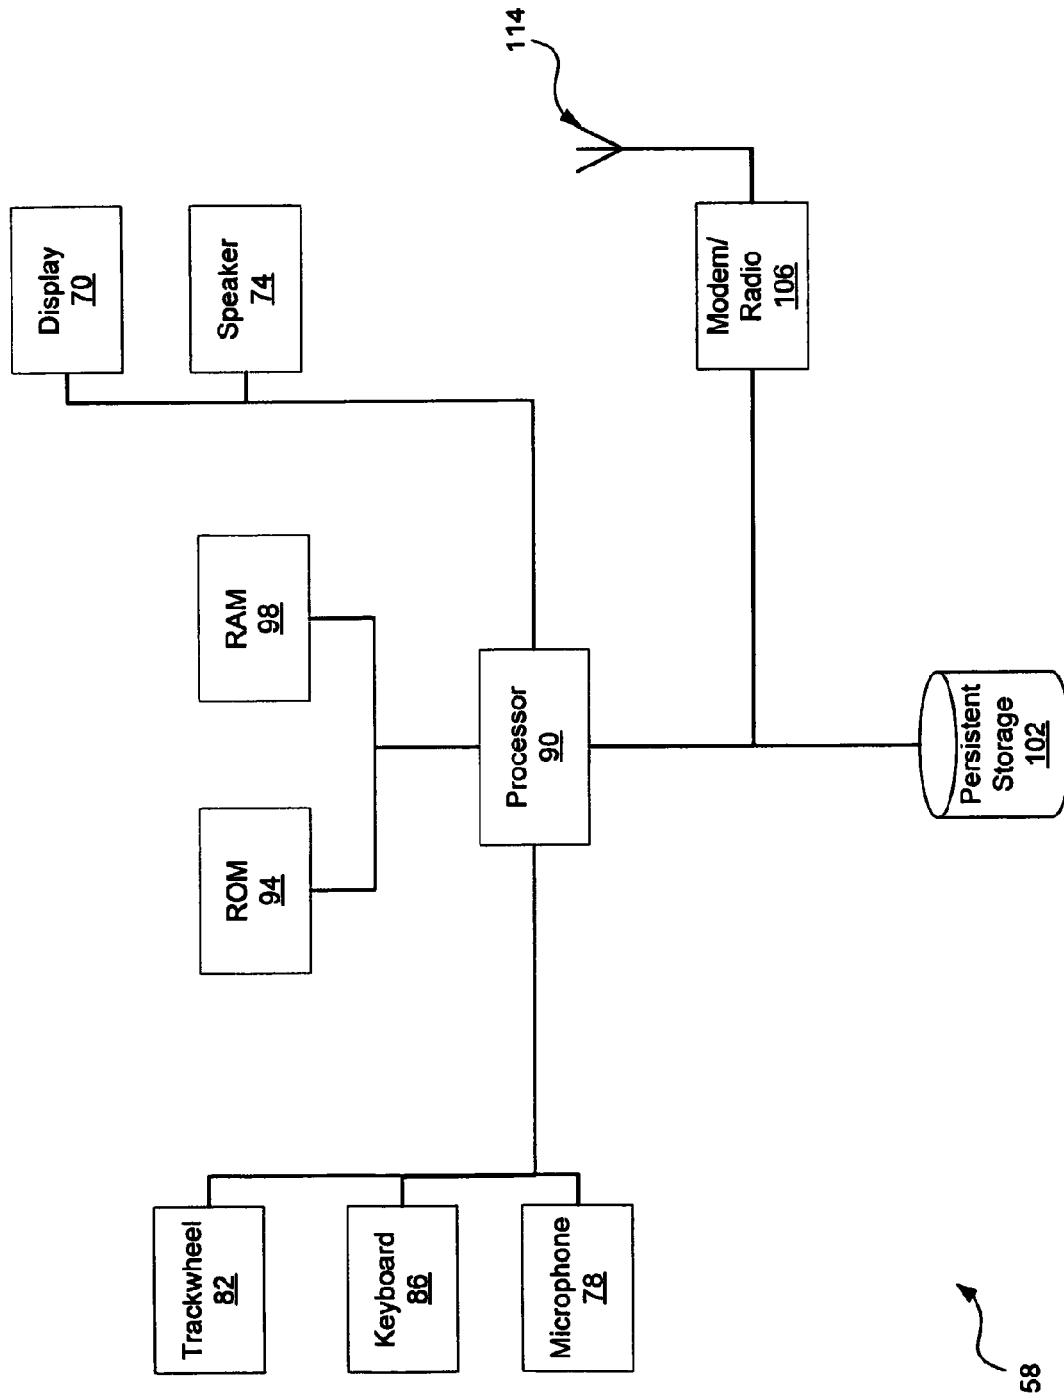 Trackwheel
82
Keyboard
86
Microphone
78
ROM
94
RAM
98
Processor
90
Display
70
Speaker
74
Modem/
Radio
106
114
Persistent
Storage
102
58